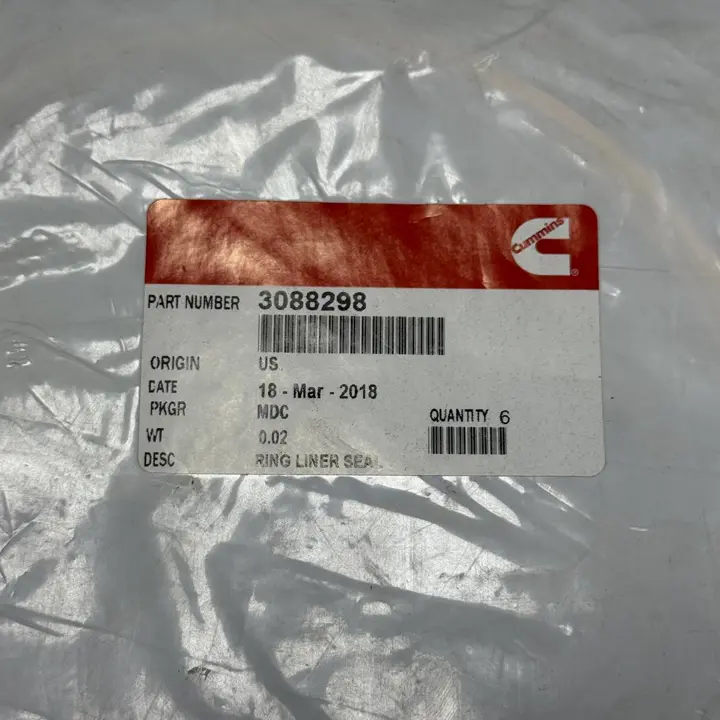 Cummins
®
PART NUMBER 3088298
ORIGIN US
DATE 18 - Mar - 2018
PKGR MDC QUANTITY 6
WT 0.02
DESC RING LINER SEAL